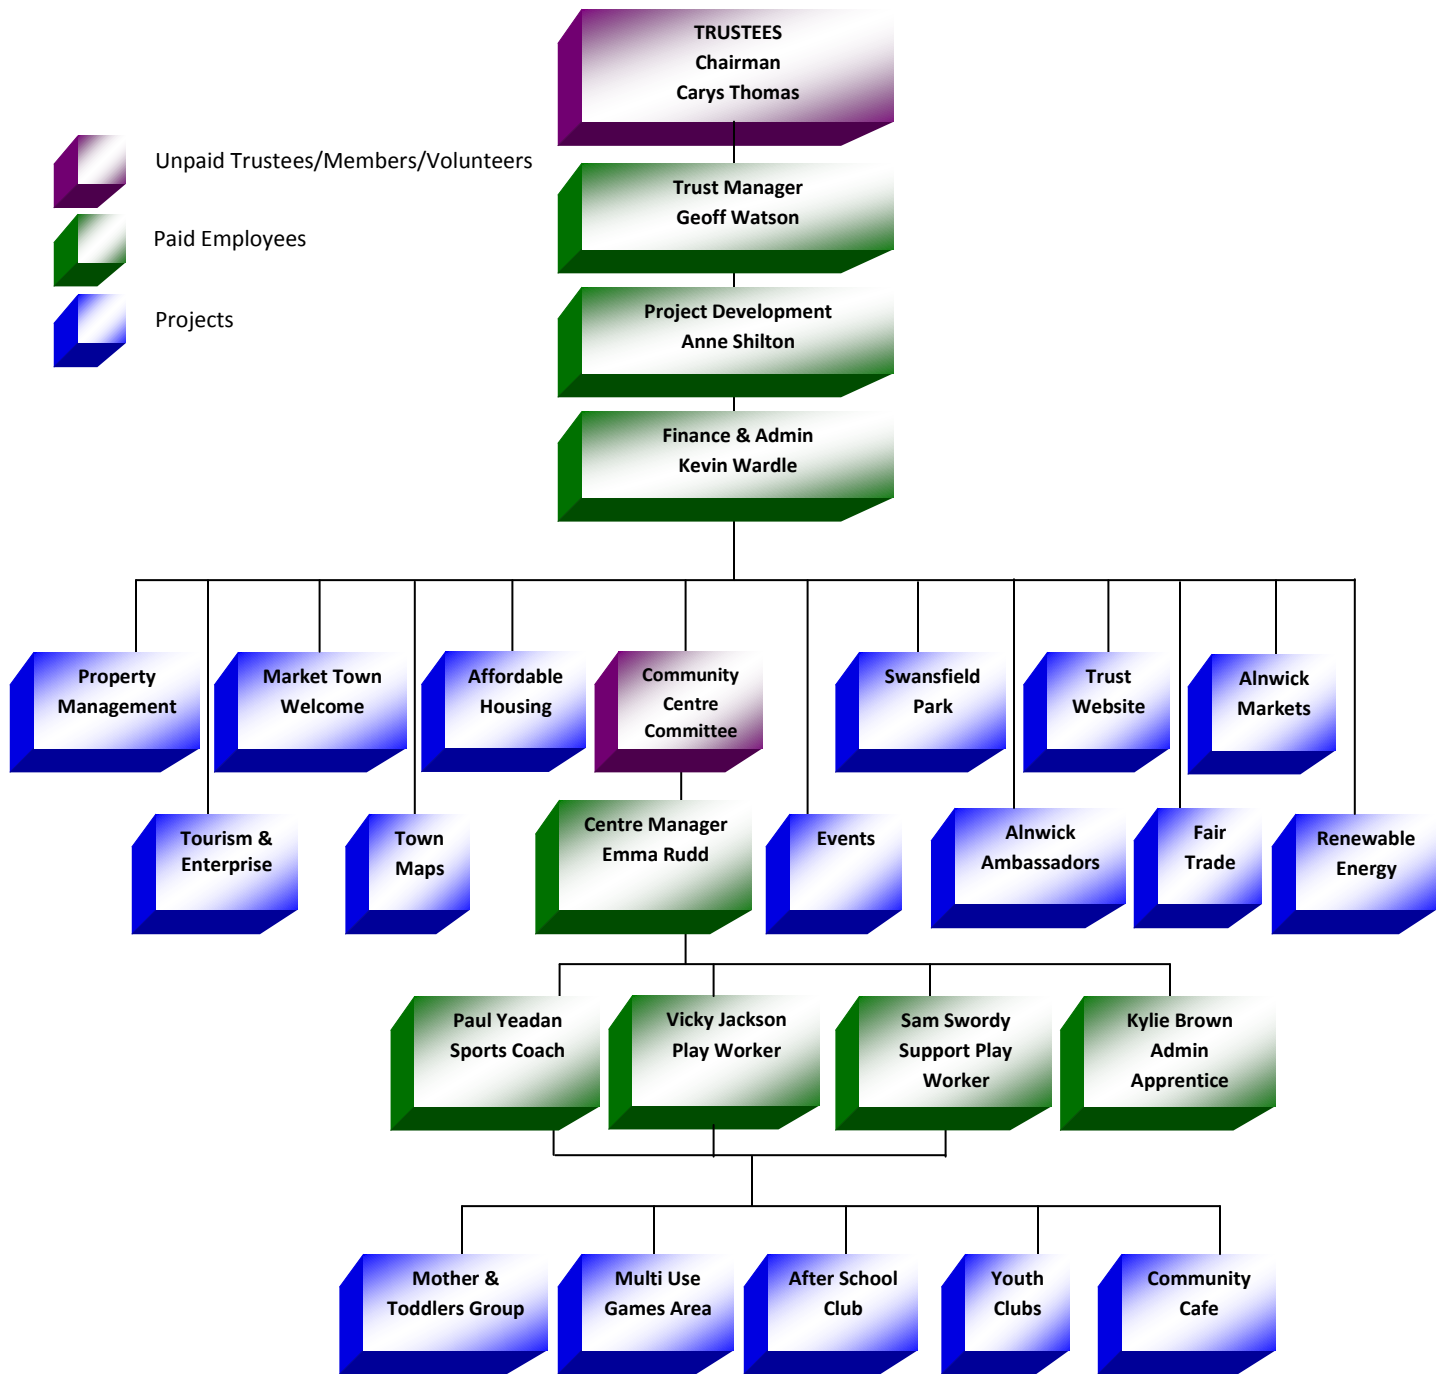 TRUSTEES
Chairman
Carys Thomas
Unpaid Trustees/Members/Volunteers
Paid Employees
Projects
Trust Manager
Geoff Watson
Project Development
Anne Shilton
Finance & Admin
Kevin Wardle
Property
Management
Market Town
Welcome
Affordable
Housing
Community
Centre
Committee
Swansfield
Park
Trust
Website
Alnwick
Markets
Tourism &
Enterprise
Town
Maps
Centre Manager
Emma Rudd
Events
Alnwick
Ambassadors
Fair
Trade
Renewable
Energy
Paul Yeadan
Sports Coach
Vicky Jackson
Play Worker
Sam Swordy
Support Play
Worker
Kylie Brown
Admin
Apprentice
Mother &
Toddlers Group
Multi Use
Games Area
After School
Club
Youth
Clubs
Community
Cafe